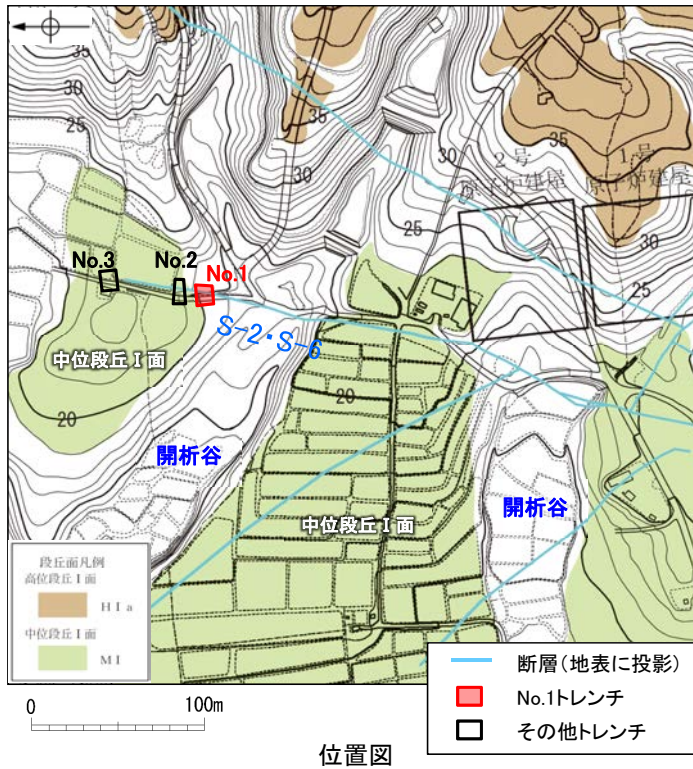 35
30
25
30
35
35
30
25
2号
原子炉建屋
1号
原子炉建屋
35
30
25
No.3
No.2
No.1
S-2・S-6
中位段丘Ⅰ面
20
20
開析谷
中位段丘Ⅰ面
開析谷
段丘面凡例
高位段丘Ⅰ面
HⅠa
中位段丘Ⅰ面
MⅠ
断層(地表に投影)
No.1トレンチ
その他トレンチ
0 100m
位置図